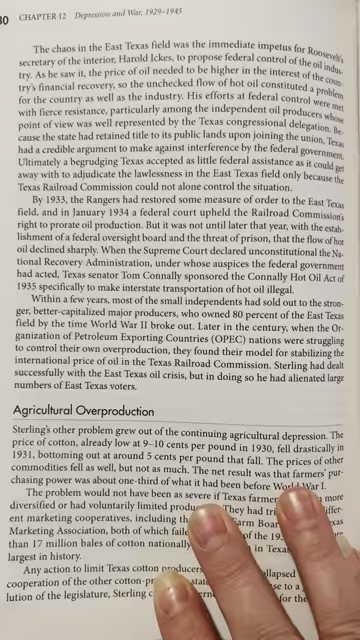 30 CHAPTER 12 Depression and War, 1929–1945
The chaos in the East Texas field was the immediate impetus for Roosevelt's
secretary of the interior, Harold Ickes, to propose federal control of the oil indus-
try. As he saw it, the price of oil needed to be higher in the interest of the coun-
try's financial recovery, so the unchecked flow of hot oil constituted a problem
for the country as well as the industry. His efforts at federal control were met
with fierce resistance, particularly among the independent oil producers whose
point of view was well represented by the Texas congressional delegation. Be-
cause the state had retained title to its public lands upon joining the union, Texas
had a credible argument to make against interference by the federal government.
Ultimately a begrudging Texas accepted as little federal assistance as it could get
away with to adjudicate the lawlessness in the East Texas field only because the
Texas Railroad Commission could not alone control the situation.
By 1933, the Rangers had restored some measure of order to the East Texas
field, and in January 1934 a federal court upheld the Railroad Commission's
right to prorate oil production. But it was not until later that year, with the estab-
lishment of a federal oversight board and the threat of prison, that the flow of hot
oil declined sharply. When the Supreme Court declared unconstitutional the Na-
tional Recovery Administration, under whose auspices the federal government
had acted, Texas senator Tom Connally sponsored the Connally Hot Oil Act of
1935 specifically to make interstate transportation of hot oil illegal.
Within a few years, most of the small independents had sold out to the stron-
ger, better-capitalized major producers, who owned 80 percent of the East Texas
field by the time World War II broke out. Later in the century, when the Or-
ganization of Petroleum Exporting Countries (OPEC) nations were struggling
to control their own overproduction, they found their model for stabilizing the
international price of oil in the Texas Railroad Commission. Sterling had dealt
successfully with the East Texas oil crisis, but in doing so he had alienated large
numbers of East Texas voters.
Agricultural Overproduction
Sterling's other problem grew out of the continuing agricultural depression. The
price of cotton, already low at 9–10 cents per pound in 1930, fell drastically in
1931, bottoming out at around 5 cents per pound that fall. The prices of other
commodities fell as well, but not as much. The net result was that farmers' pur-
chasing power was about one-third of what it had been before World War I.
The problem would not have been as severe if Texas farmer more
diversified or had voluntarily limited They had differ-
ent marketing cooperatives, including th Farm Boar Texas
Marketing Association, both of which faile of the 193
than 17 million bales of cotton nationally in Texas
largest in history.
Any action to limit Texas cotton producers ollapsed
cooperation of the other cotton-pr state se to a
lution of the legislature, Sterling c ern for the